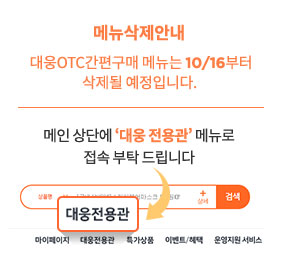 메뉴삭제안내
대웅OTC간편구매 메뉴는 10/16부터
삭제될 예정입니다.
메인 상단에 ‘대웅 전용관’ 메뉴로
접속 부탁 드립니다
상품명
상세
검색
대웅전용관
마이페이지 대웅전용관 특가상품 이벤트/혜택 운영지원 서비스